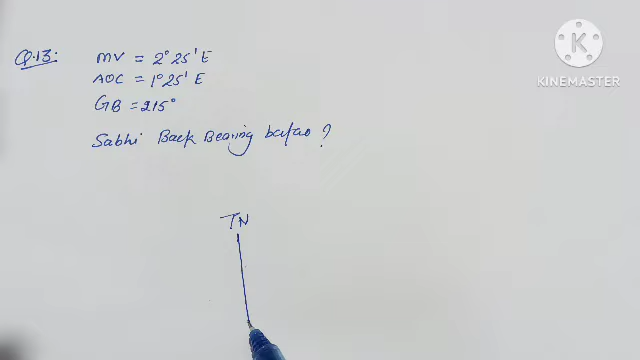 Q.13: MV = 2° 25' E
AOC = 1° 25' E
GB = 215°
Sabhi Back Bearing batao ?
TN
K
KINEMASTER